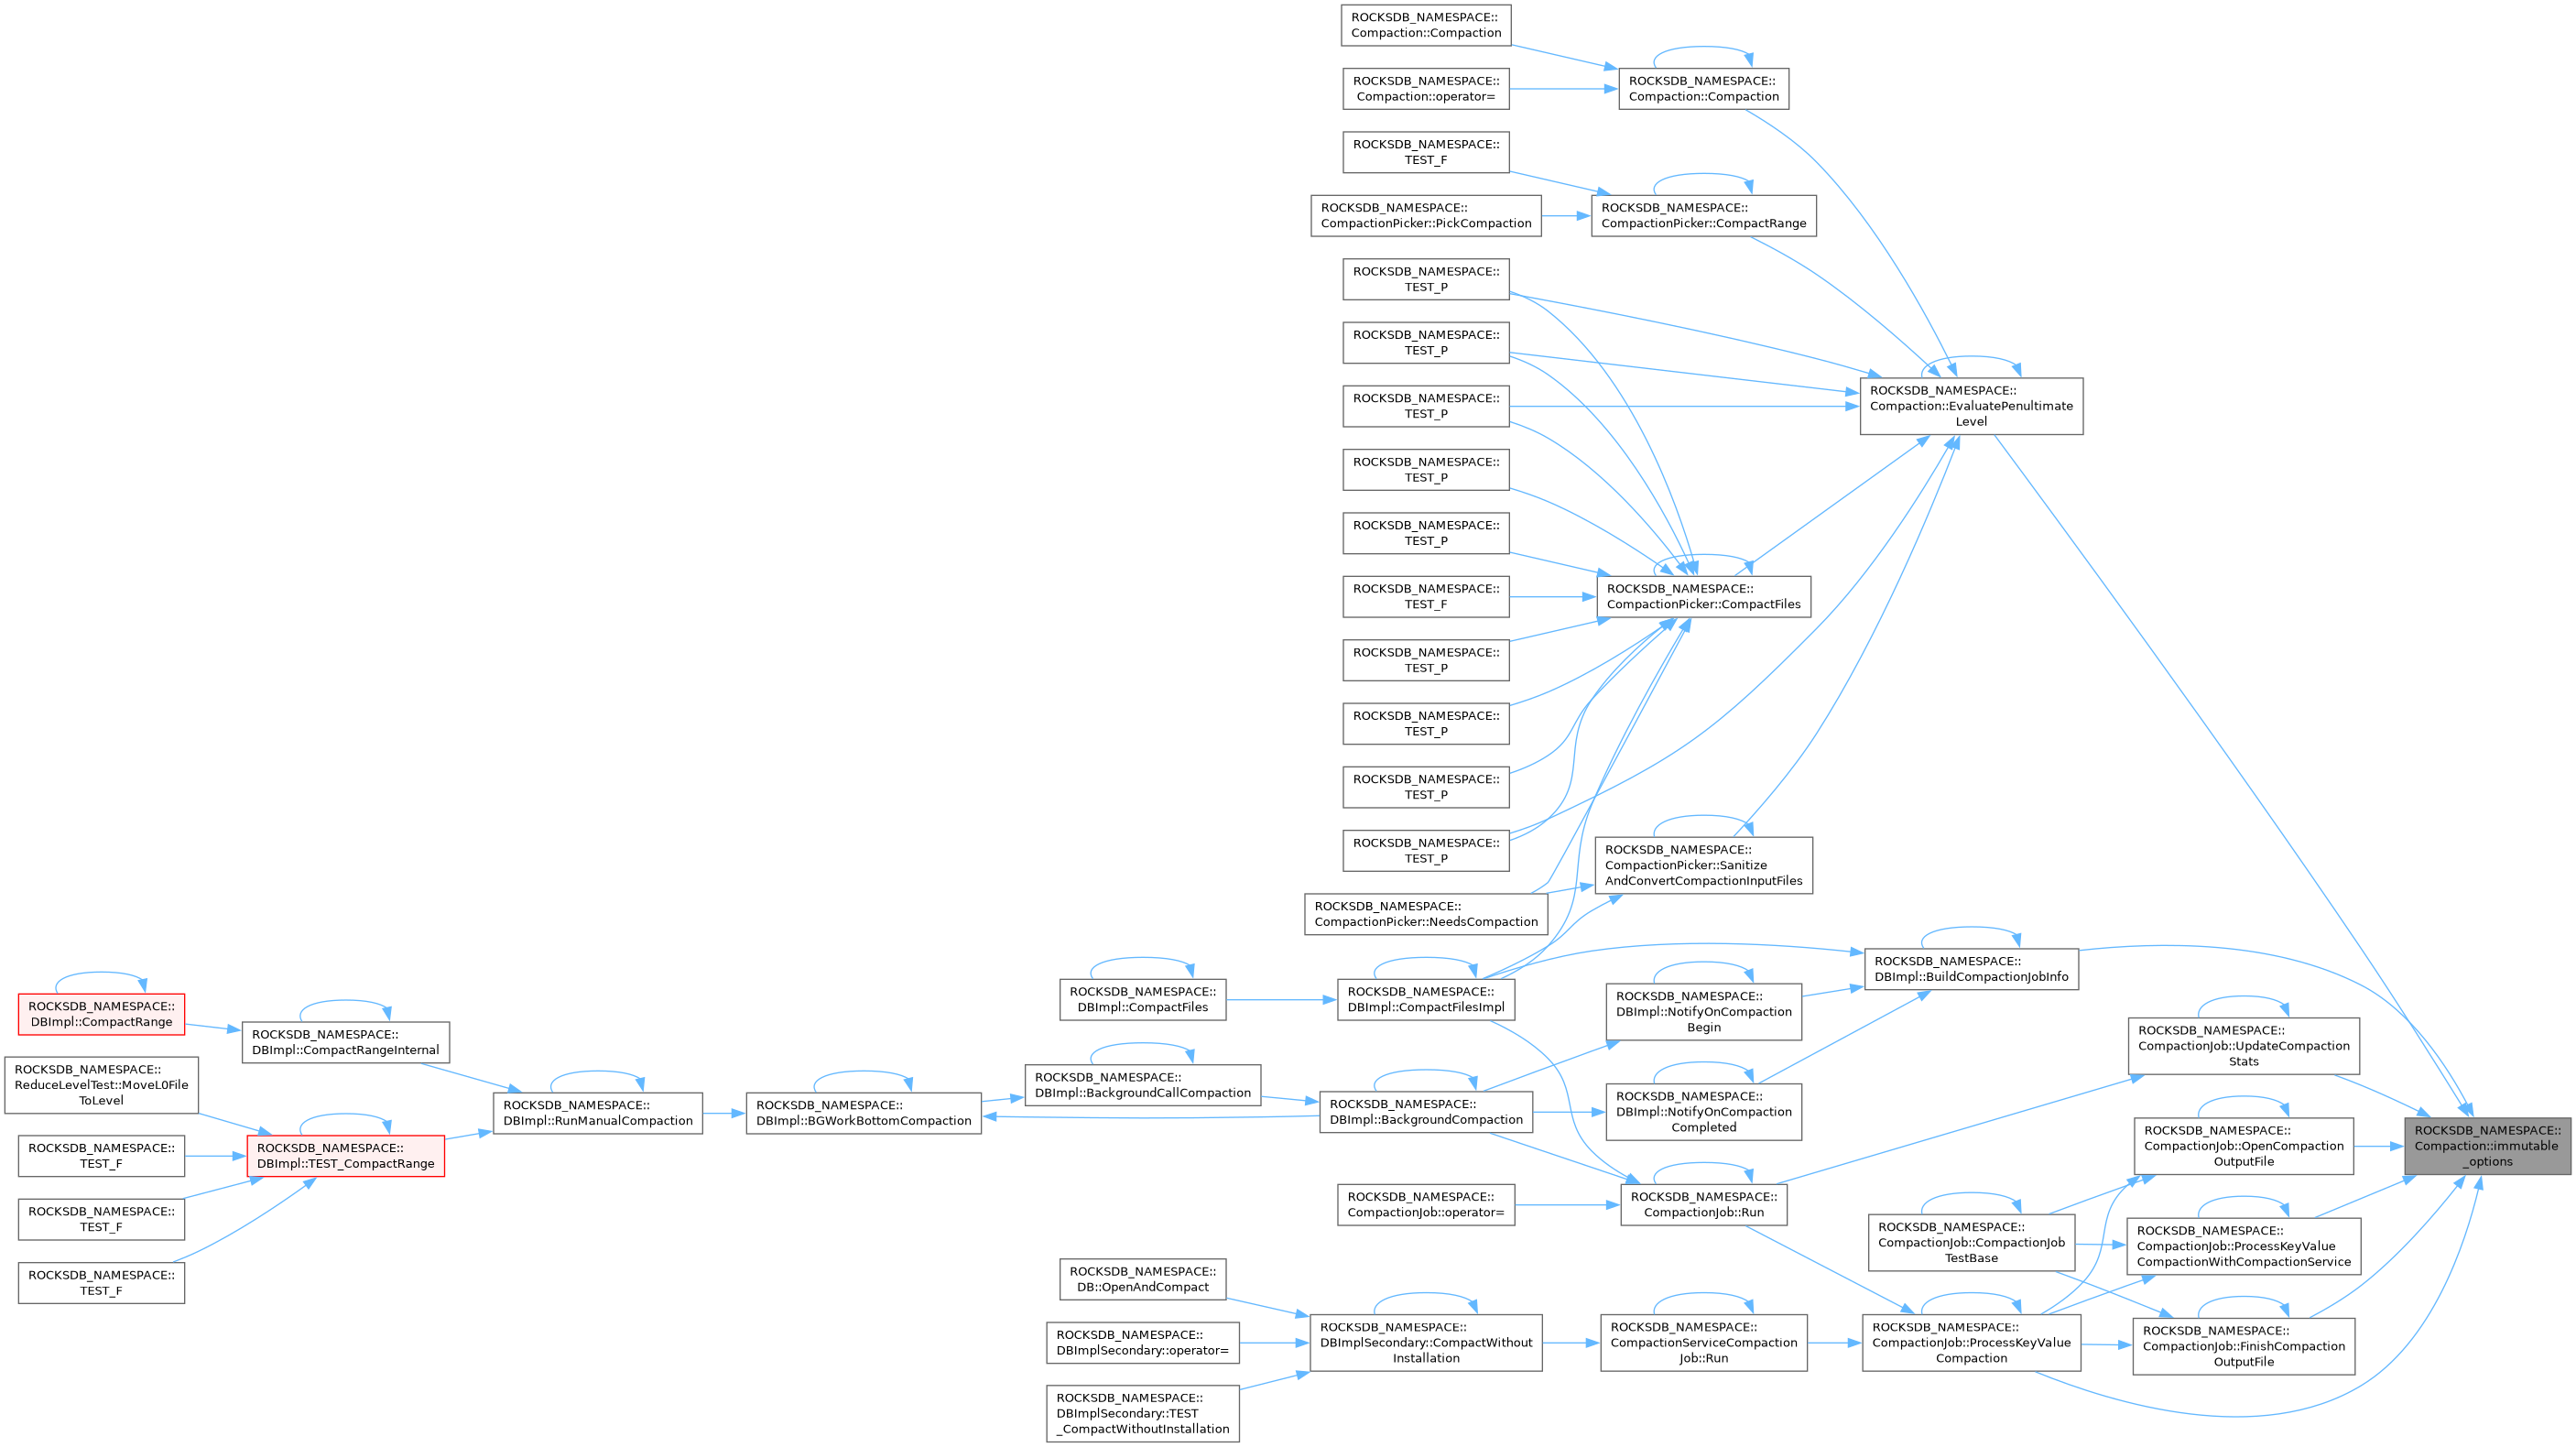 ROCKSDB_NAMESPACE::
Compaction::Compaction
ROCKSDB_NAMESPACE::
Compaction::operator=
ROCKSDB_NAMESPACE::
Compaction::Compaction
ROCKSDB_NAMESPACE::
TEST_F
ROCKSDB_NAMESPACE::
CompactionPicker::PickCompaction
ROCKSDB_NAMESPACE::
CompactionPicker::CompactRange
ROCKSDB_NAMESPACE::
TEST_P
ROCKSDB_NAMESPACE::
TEST_P
ROCKSDB_NAMESPACE::
TEST_P
ROCKSDB_NAMESPACE::
Compaction::EvaluatePenultimate
Level
ROCKSDB_NAMESPACE::
TEST_P
ROCKSDB_NAMESPACE::
TEST_P
ROCKSDB_NAMESPACE::
TEST_F
ROCKSDB_NAMESPACE::
CompactionPicker::CompactFiles
ROCKSDB_NAMESPACE::
TEST_P
ROCKSDB_NAMESPACE::
TEST_P
ROCKSDB_NAMESPACE::
TEST_P
ROCKSDB_NAMESPACE::
TEST_P
ROCKSDB_NAMESPACE::
CompactionPicker::Sanitize
AndConvertCompactionInputFiles
ROCKSDB_NAMESPACE::
CompactionPicker::NeedsCompaction
ROCKSDB_NAMESPACE::
DBImpl::BuildCompactionJobInfo
ROCKSDB_NAMESPACE::
DBImpl::CompactFiles
ROCKSDB_NAMESPACE::
DBImpl::CompactFilesImpl
ROCKSDB_NAMESPACE::
DBImpl::NotifyOnCompaction
Begin
ROCKSDB_NAMESPACE::
DBImpl::CompactRange
ROCKSDB_NAMESPACE::
DBImpl::CompactRangeInternal
ROCKSDB_NAMESPACE::
CompactionJob::UpdateCompaction
Stats
ROCKSDB_NAMESPACE::
ReduceLevelTest::MoveL0File
ToLevel
ROCKSDB_NAMESPACE::
DBImpl::RunManualCompaction
ROCKSDB_NAMESPACE::
DBImpl::BGWorkBottomCompaction
ROCKSDB_NAMESPACE::
DBImpl::BackgroundCallCompaction
ROCKSDB_NAMESPACE::
DBImpl::BackgroundCompaction
ROCKSDB_NAMESPACE::
DBImpl::NotifyOnCompaction
Completed
ROCKSDB_NAMESPACE::
CompactionJob::OpenCompaction
OutputFile
ROCKSDB_NAMESPACE::
Compaction::immutable
_options
ROCKSDB_NAMESPACE::
TEST_F
ROCKSDB_NAMESPACE::
DBImpl::TEST_CompactRange
ROCKSDB_NAMESPACE::
TEST_F
ROCKSDB_NAMESPACE::
CompactionJob::operator=
ROCKSDB_NAMESPACE::
CompactionJob::Run
ROCKSDB_NAMESPACE::
CompactionJob::CompactionJob
TestBase
ROCKSDB_NAMESPACE::
CompactionJob::ProcessKeyValue
CompactionWithCompactionService
ROCKSDB_NAMESPACE::
TEST_F
ROCKSDB_NAMESPACE::
DB::OpenAndCompact
ROCKSDB_NAMESPACE::
DBImplSecondary::operator=
ROCKSDB_NAMESPACE::
DBImplSecondary::CompactWithout
Installation
ROCKSDB_NAMESPACE::
CompactionServiceCompaction
Job::Run
ROCKSDB_NAMESPACE::
CompactionJob::ProcessKeyValue
Compaction
ROCKSDB_NAMESPACE::
CompactionJob::FinishCompaction
OutputFile
ROCKSDB_NAMESPACE::
DBImplSecondary::TEST
_CompactWithoutInstallation